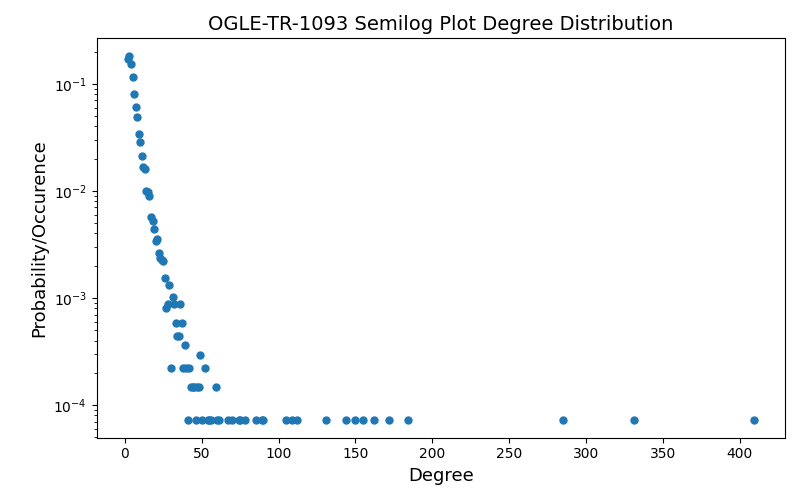 OGLE-TR-1093 Semilog Plot Degree Distribution
Probability/Occurence
10⁻¹
10⁻²
10⁻³
10⁻⁴
0 50 100 150 200 250 300 350 400
Degree